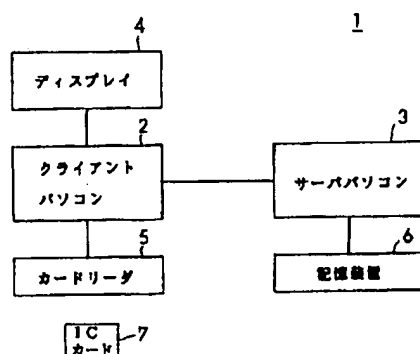 1
4
ディスプレイ
2
クライアント
パソコン
3
サーバパソコン
5
カードリーダ
6
記憶装置
IC
カード
7